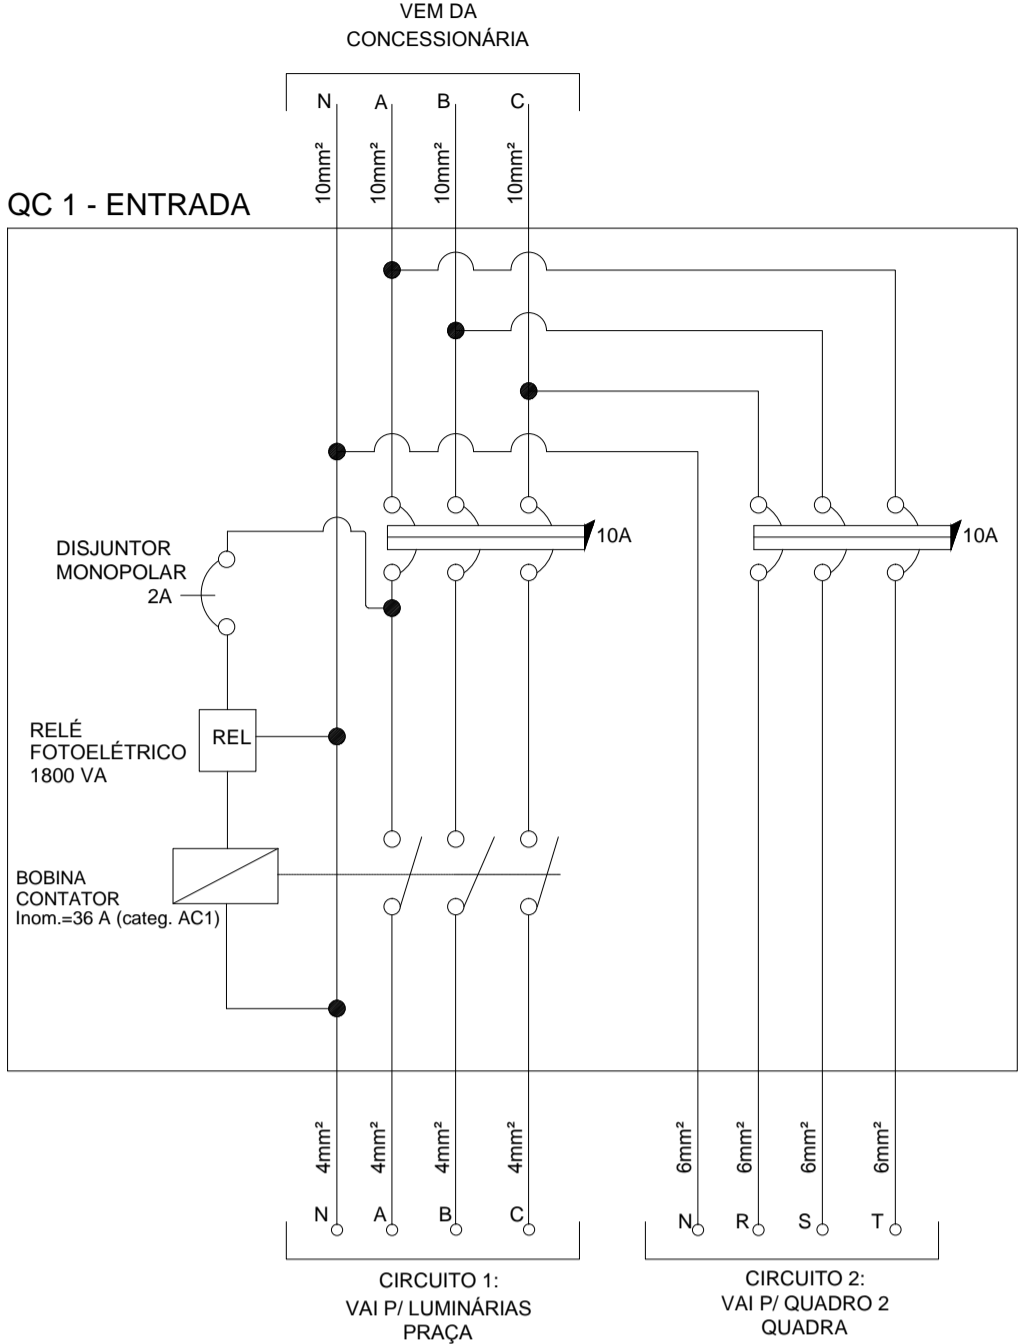 VEM DA
CONCESSIONÁRIA
N
A
B
C
10mm²
10mm²
10mm²
10mm²
QC 1 - ENTRADA
10A
10A
DISJUNTOR
MONOPOLAR
2A
RELÉ
FOTOELÉTRICO
1800 VA
REL
BOBINA
CONTATOR
Inom.=36 A (categ. AC1)
4mm²
4mm²
4mm²
4mm²
6mm²
6mm²
6mm²
6mm²
N
A
B
C
N
R
S
T
CIRCUITO 1:
VAI P/ LUMINÁRIAS
PRAÇA
CIRCUITO 2:
VAI P/ QUADRO 2
QUADRA